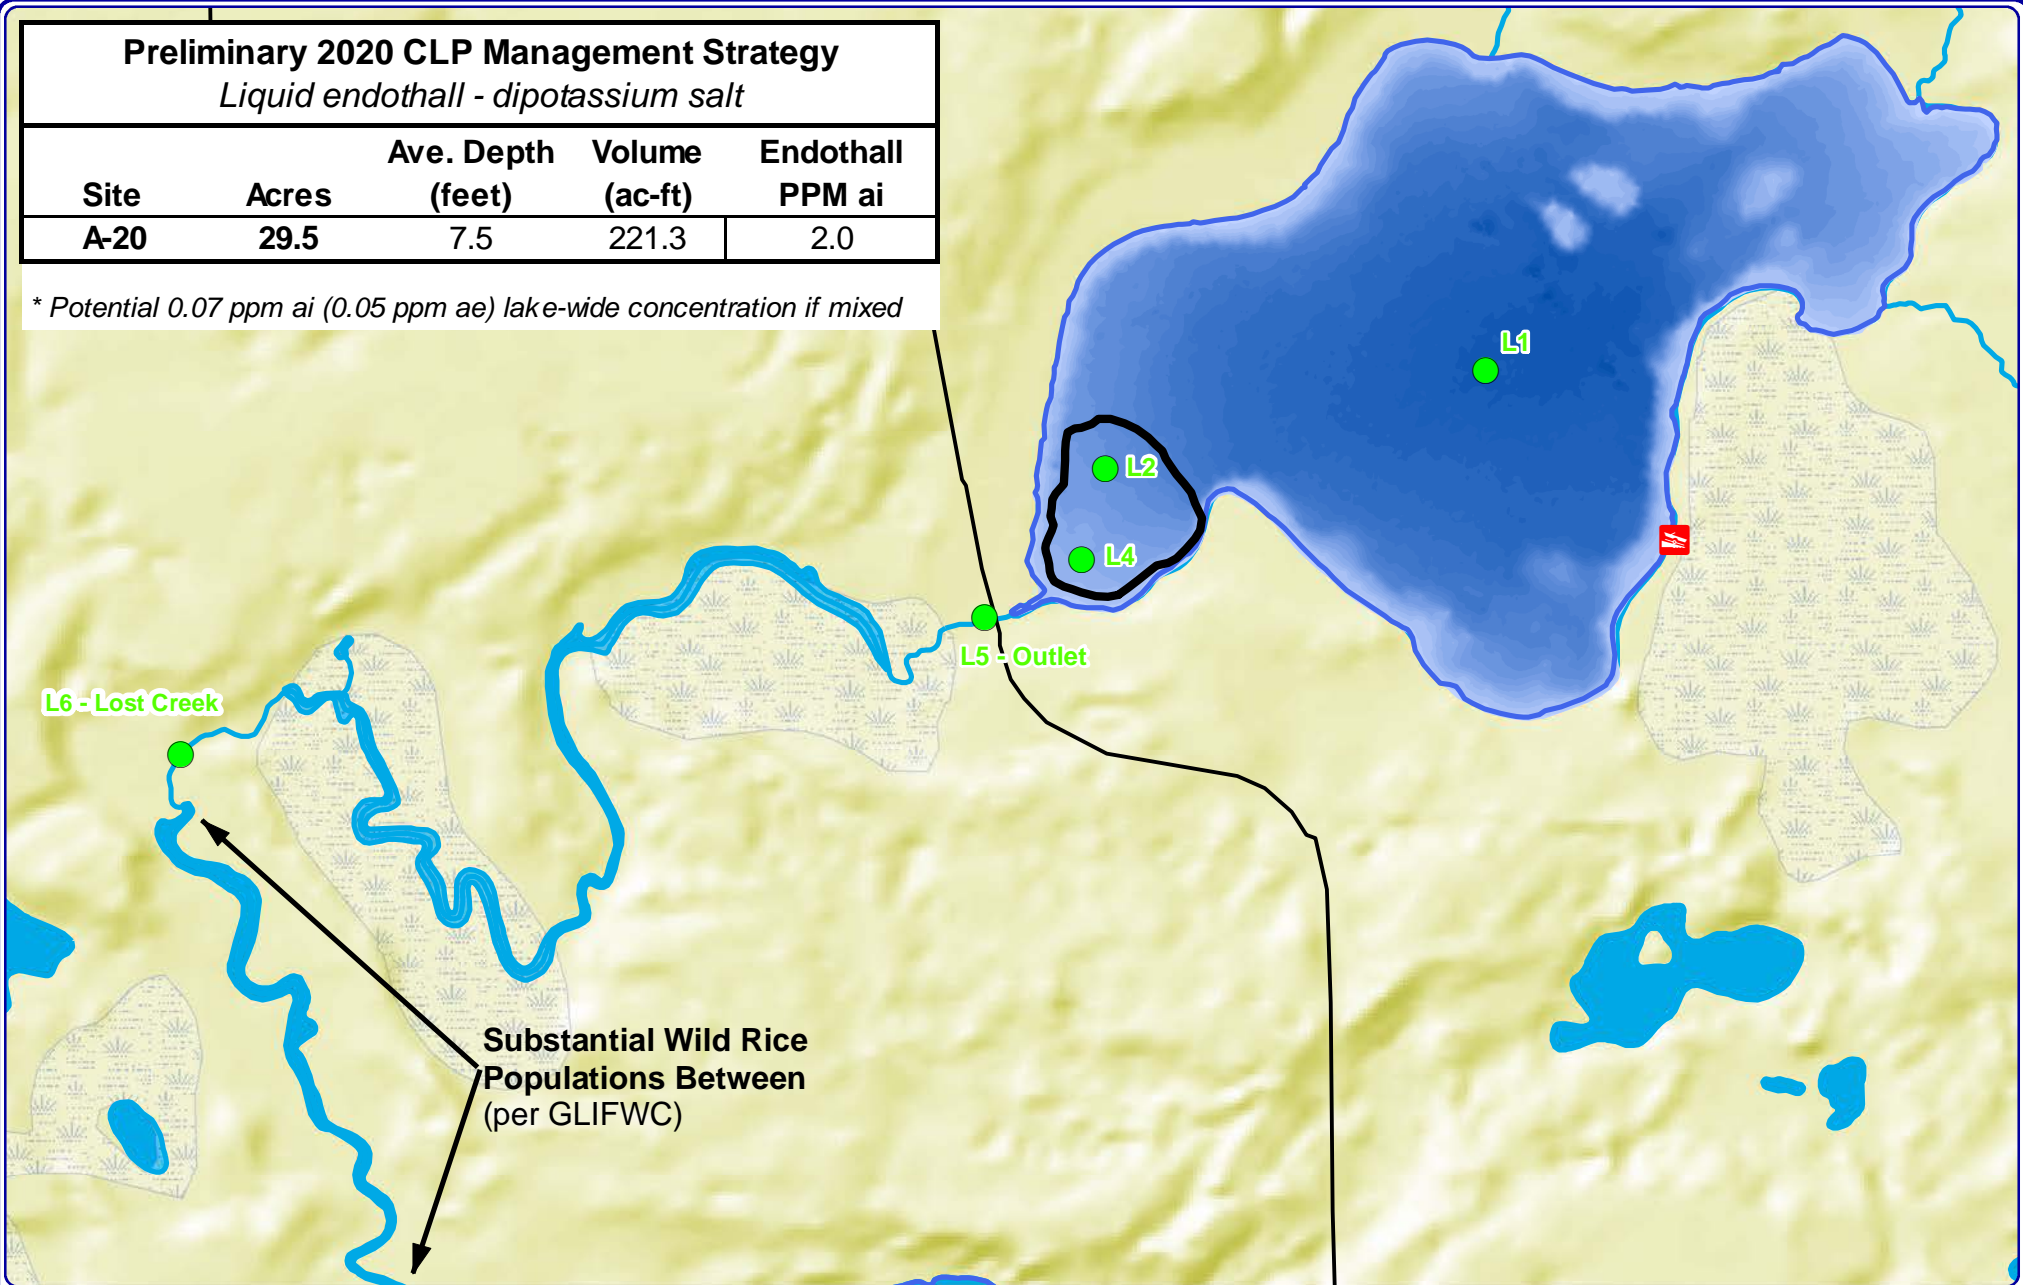 Preliminary 2020 CLP Management Strategy
Liquid endothall - dipotassium salt
Site Acres Ave. Depth (feet) Volume (ac-ft) Endothall PPM ai
A-20 29.5 7.5 221.3 2.0
* Potential 0.07 ppm ai (0.05 ppm ae) lake-wide concentration if mixed
L1
L2
L4
L5 - Outlet
L6 - Lost Creek
Substantial Wild Rice
Populations Between
(per GLIFWC)